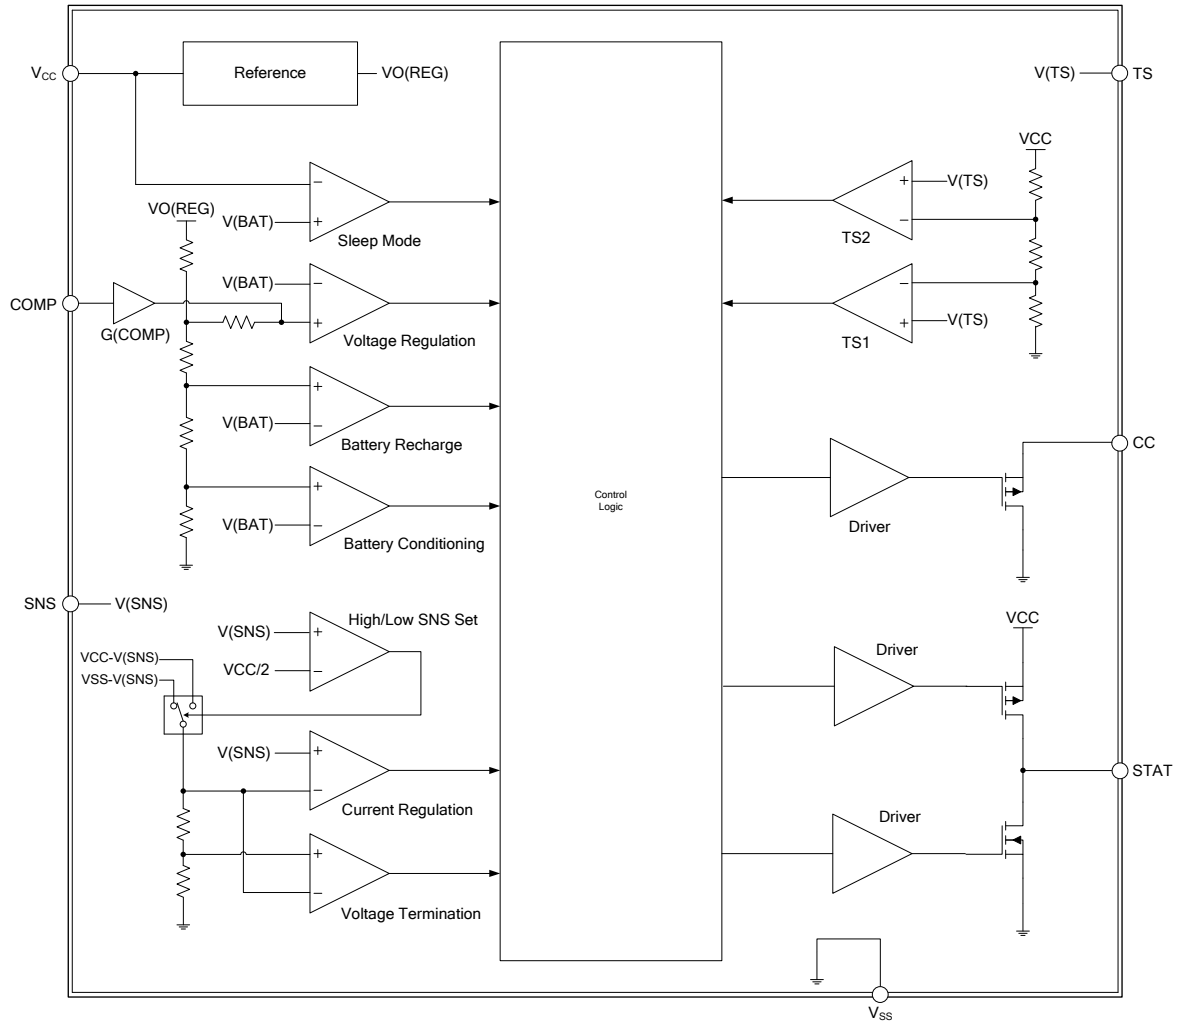 V_CC
Reference
VO(REG)
V(TS)
TS
VCC
VO(REG)
−
V(BAT)
+
Sleep Mode
+
V(TS)
−
TS2
COMP
G(COMP)
V(BAT)
−
+
Voltage Regulation
−
+
V(TS)
TS1
+
V(BAT)
−
Battery Recharge
CC
Driver
+
V(BAT)
−
Battery Conditioning
Control
Logic
SNS
V(SNS)
High/Low SNS Set
V(SNS)
+
VCC/2
−
VCC-V(SNS)
VSS-V(SNS)
VCC
Driver
V(SNS)
+
−
Current Regulation
STAT
Driver
+
−
Voltage Termination
V_SS